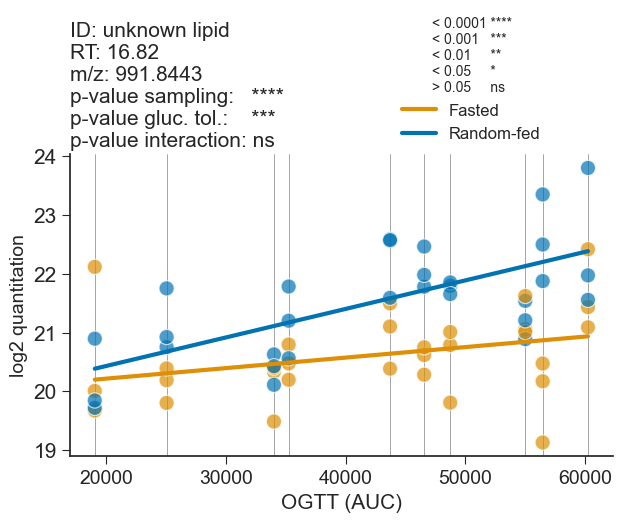 ID: unknown lipid
RT: 16.82
m/z: 991.8443
p-value sampling: ****
p-value gluc. tol.: ***
p-value interaction: ns
< 0.0001 ****
< 0.001 ***
< 0.01 **
< 0.05 *
> 0.05 ns
Fasted
Random-fed
24
23
22
21
20
19
log2 quantitation
20000 30000 40000 50000 60000
OGTT (AUC)